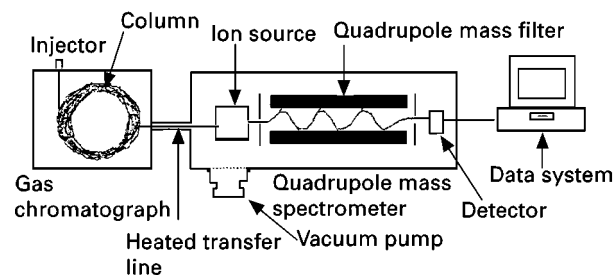 Column
Injector
Ion source
Quadrupole mass filter
Gas
chromatograph
Heated transfer
line
Quadrupole mass
spectrometer
Vacuum pump
Detector
Data system